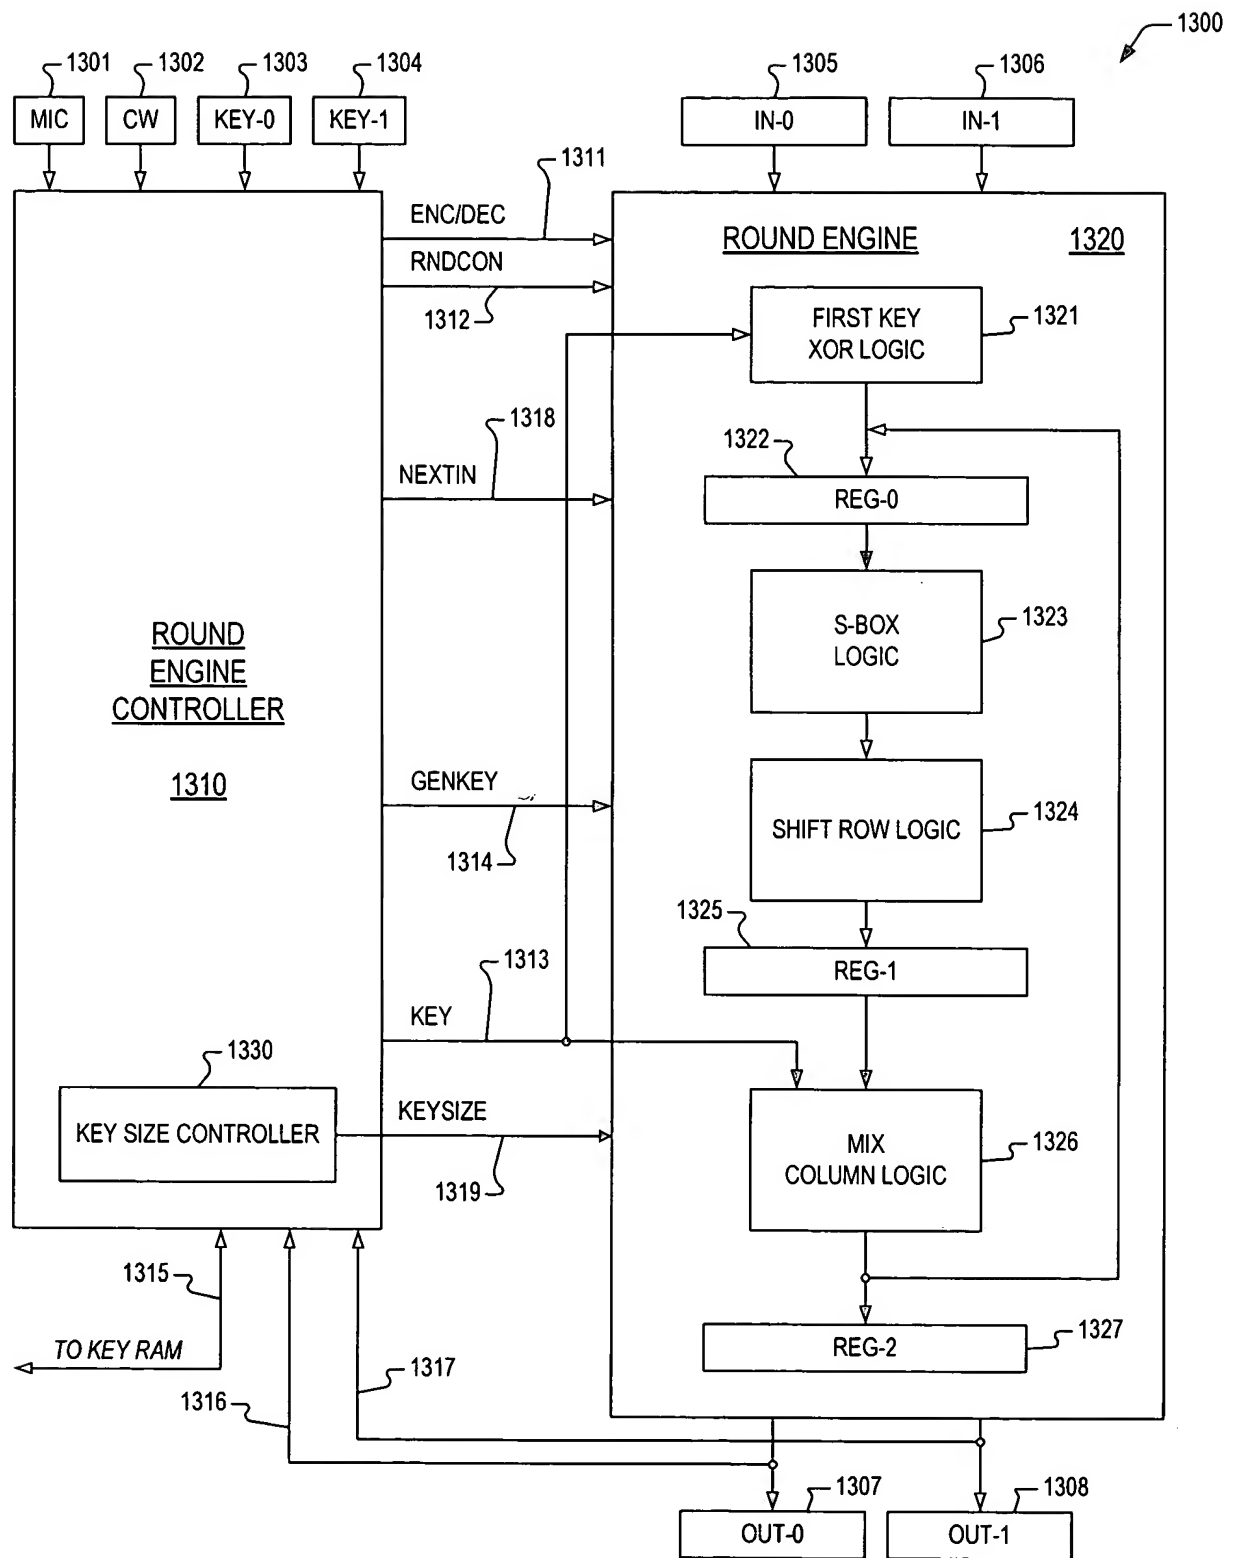 1300
1301 1302 1303 1304 1305 1306
MIC CW KEY-0 KEY-1 IN-0 IN-1
1311
ENC/DEC
ROUND ENGINE 1320
RNDCON
1312
FIRST KEY
XOR LOGIC
1321
1318
1322
NEXTIN
REG-0
S-BOX
LOGIC
1323
ROUND
ENGINE
CONTROLLER
1310
GENKEY
1314
SHIFT ROW LOGIC
1324
1325
REG-1
1313
KEY
1330
KEY SIZE CONTROLLER
KEYSIZE
1319
MIX
COLUMN LOGIC
1326
1315
TO KEY RAM
1316
1317
REG-2
1327
1307 1308
OUT-0 OUT-1